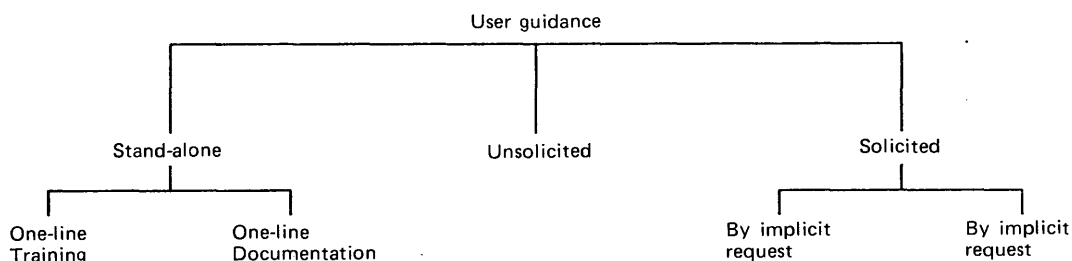 User guidance
Stand-alone
Unsolicited
Solicited
One-line
Training
One-line
Documentation
By implicit
request
By implicit
request